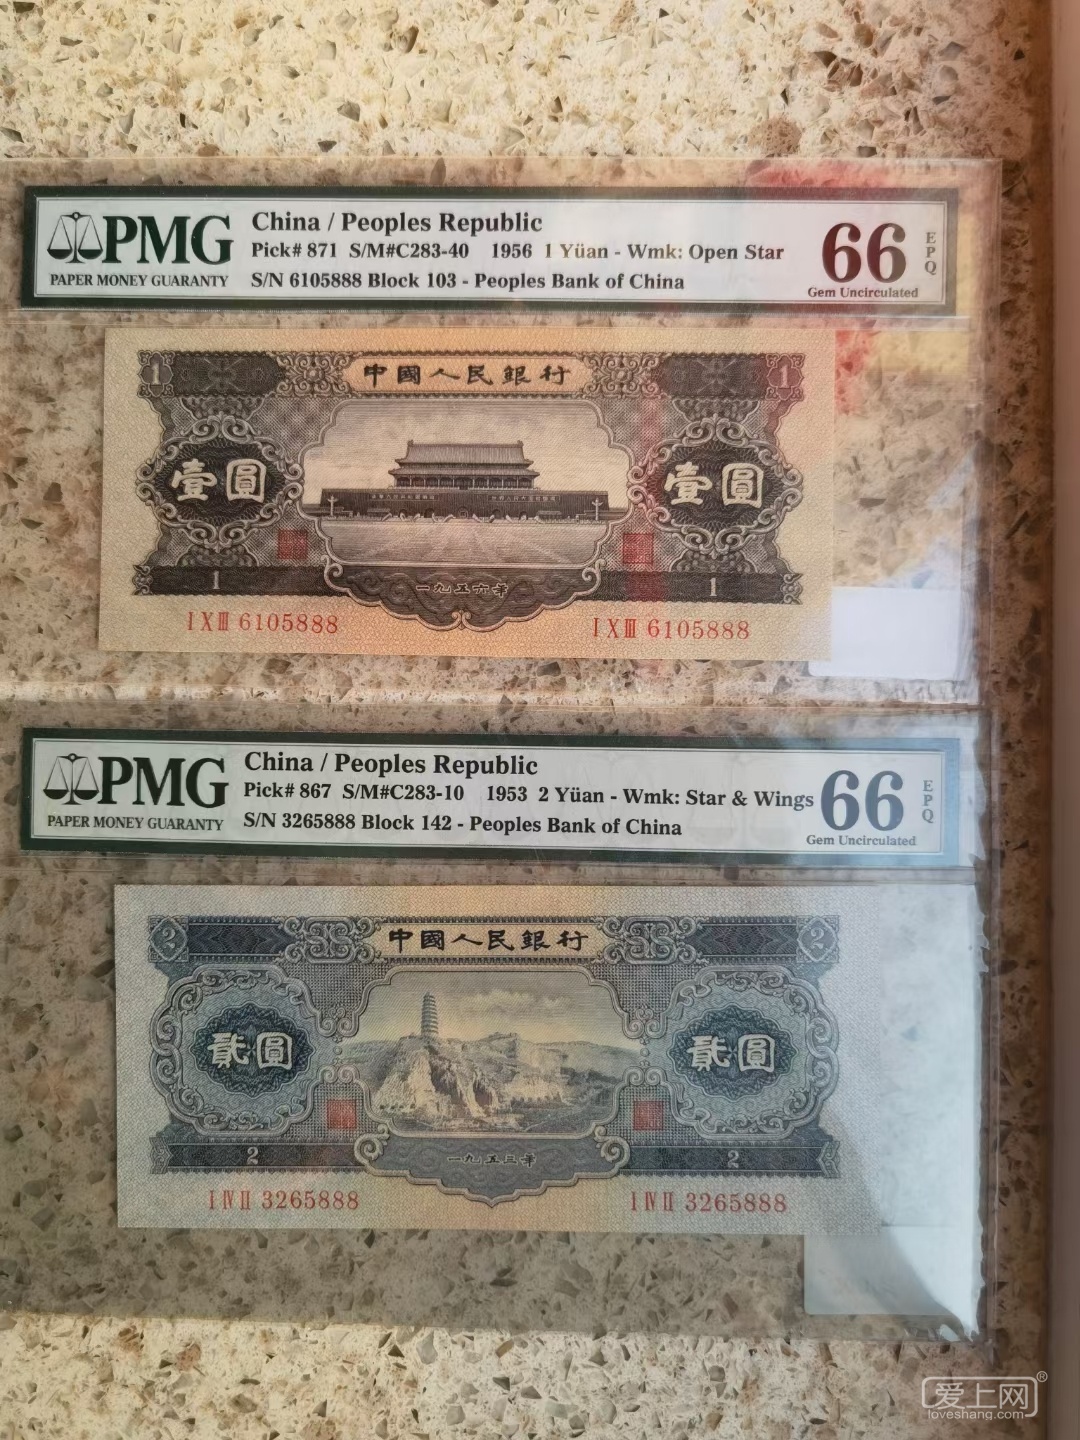 PMG
PAPER MONEY GUARANTY
China / Peoples Republic
Pick# 871 S/M#C283-40 1956 1 Yüan - Wmk: Open Star
S/N 6105888 Block 103 - Peoples Bank of China
66
EPQ
Gem Uncirculated
1 中國人民銀行 1
壹圓 壹圓
1 一九五六年 1
I X III 6105888 I X III 6105888
PMG
PAPER MONEY GUARANTY
China / Peoples Republic
Pick# 867 S/M#C283-10 1953 2 Yüan - Wmk: Star & Wings
S/N 3265888 Block 142 - Peoples Bank of China
66
EPQ
Gem Uncirculated
2 中國人民銀行 2
貳圓 貳圓
2 一九五三年 2
I IV II 3265888 I IV II 3265888
爱上网®
loveshang.com